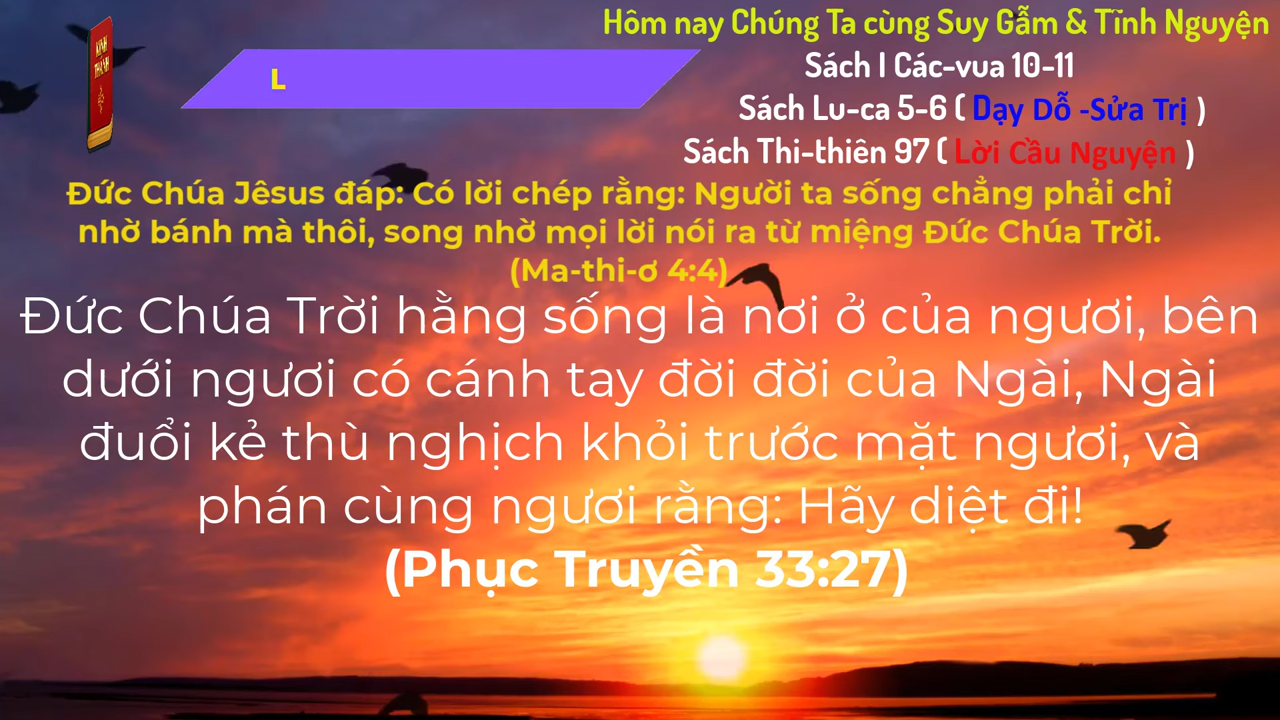 Hôm nay Chúng Ta cùng Suy Gẫm & Tĩnh Nguyện
KINH
THÁNH
L
Sách I Các-vua 10-11
Sách Lu-ca 5-6 ( Dạy Dỗ -Sửa Trị )
Sách Thi-thiên 97 ( Lời Cầu Nguyện )
Đức Chúa Jêsus đáp: Có lời chép rằng: Người ta sống chẳng phải chỉ
nhờ bánh mà thôi, song nhờ mọi lời nói ra từ miệng Đức Chúa Trời.
(Ma-thi-ơ 4:4)
Đức Chúa Trời hằng sống là nơi ở của ngươi, bên
dưới ngươi có cánh tay đời đời của Ngài, Ngài
đuổi kẻ thù nghịch khỏi trước mặt ngươi, và
phán cùng ngươi rằng: Hãy diệt đi!
(Phục Truyền 33:27)